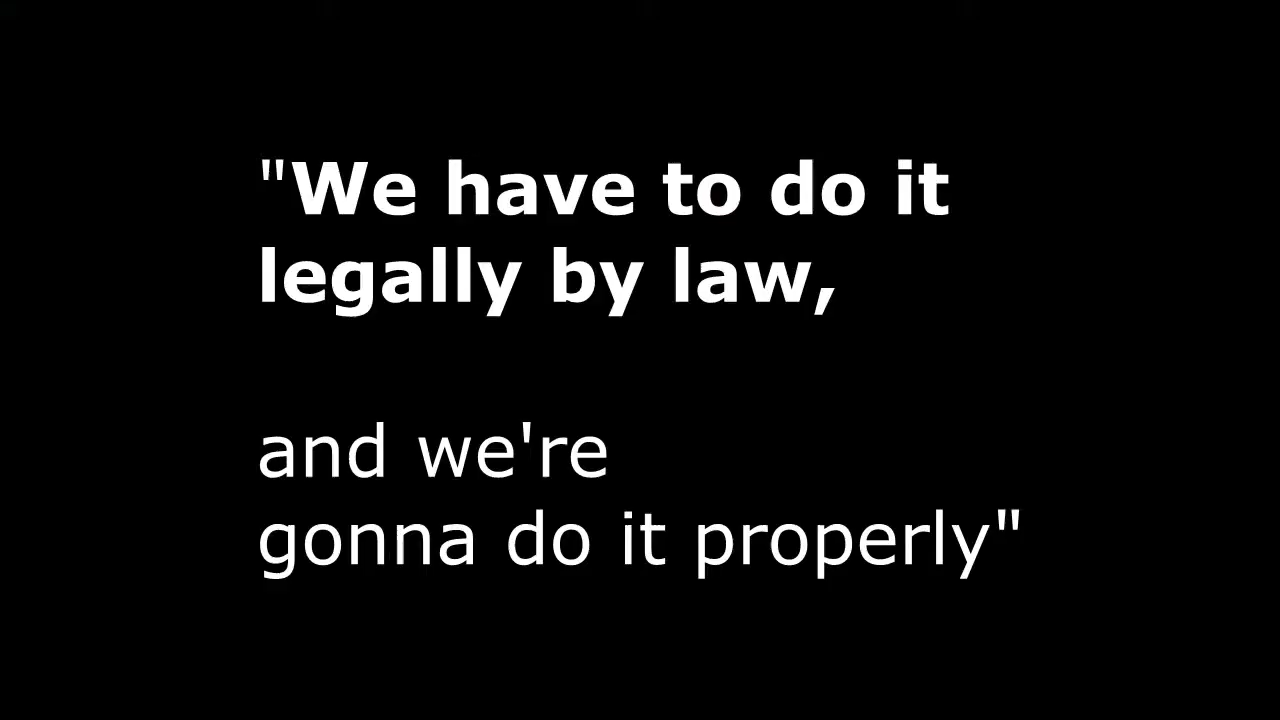 "We have to do it
legally by law,
and we're
gonna do it properly"